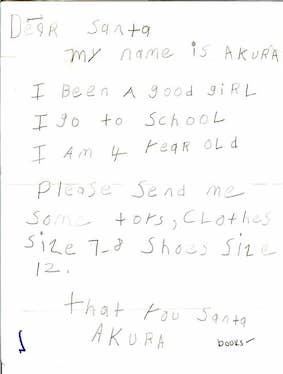 DEAR Santa
my name is AKURA
I Been A good giRL
I go to School
I Am 4 YeaR old
Please Send me
Some toys, CLothes
Size 7-8 Shoes Size
12.
that You Santa
AKURA
books